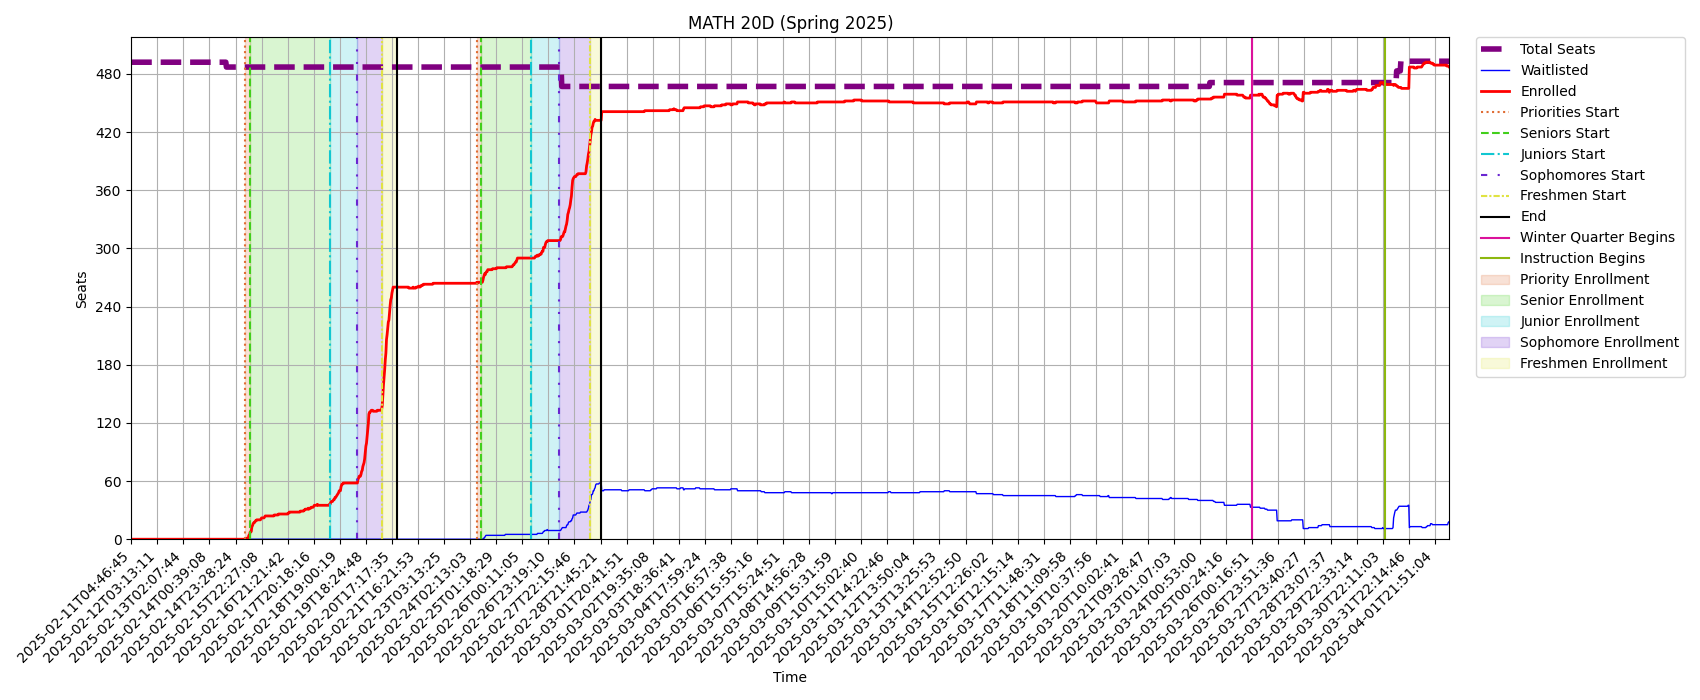 MATH 20D (Spring 2025)
Seats
480
420
360
300
240
180
120
60
0
2025-02-11T04:46:45
2025-02-12T03:13:11
2025-02-13T02:07:44
2025-02-14T00:39:08
2025-02-14T23:28:24
2025-02-15T22:27:08
2025-02-16T21:21:42
2025-02-17T20:18:16
2025-02-18T19:00:19
2025-02-19T18:24:48
2025-02-20T17:17:35
2025-02-21T16:21:53
2025-02-23T03:13:25
2025-02-24T02:13:03
2025-02-25T01:18:29
2025-02-26T00:11:05
2025-02-26T23:19:10
2025-02-27T22:15:46
2025-02-28T21:45:21
2025-03-01T20:41:51
2025-03-02T19:35:08
2025-03-03T18:36:41
2025-03-04T17:59:24
2025-03-05T16:57:38
2025-03-06T15:55:16
2025-03-07T15:24:51
2025-03-08T14:56:28
2025-03-09T15:31:59
2025-03-10T15:02:40
2025-03-11T14:22:46
2025-03-12T13:50:04
2025-03-13T13:25:53
2025-03-14T12:52:50
2025-03-15T12:26:02
2025-03-16T12:15:14
2025-03-17T11:48:31
2025-03-18T11:09:58
2025-03-19T10:37:56
2025-03-20T10:02:41
2025-03-21T09:28:47
2025-03-23T01:07:03
2025-03-24T00:53:00
2025-03-25T00:24:16
2025-03-26T00:16:51
2025-03-26T23:51:36
2025-03-27T23:40:27
2025-03-28T23:07:37
2025-03-29T22:33:14
2025-03-30T22:11:03
2025-03-31T22:14:46
2025-04-01T21:51:04
Time
Total Seats
Waitlisted
Enrolled
Priorities Start
Seniors Start
Juniors Start
Sophomores Start
Freshmen Start
End
Winter Quarter Begins
Instruction Begins
Priority Enrollment
Senior Enrollment
Junior Enrollment
Sophomore Enrollment
Freshmen Enrollment